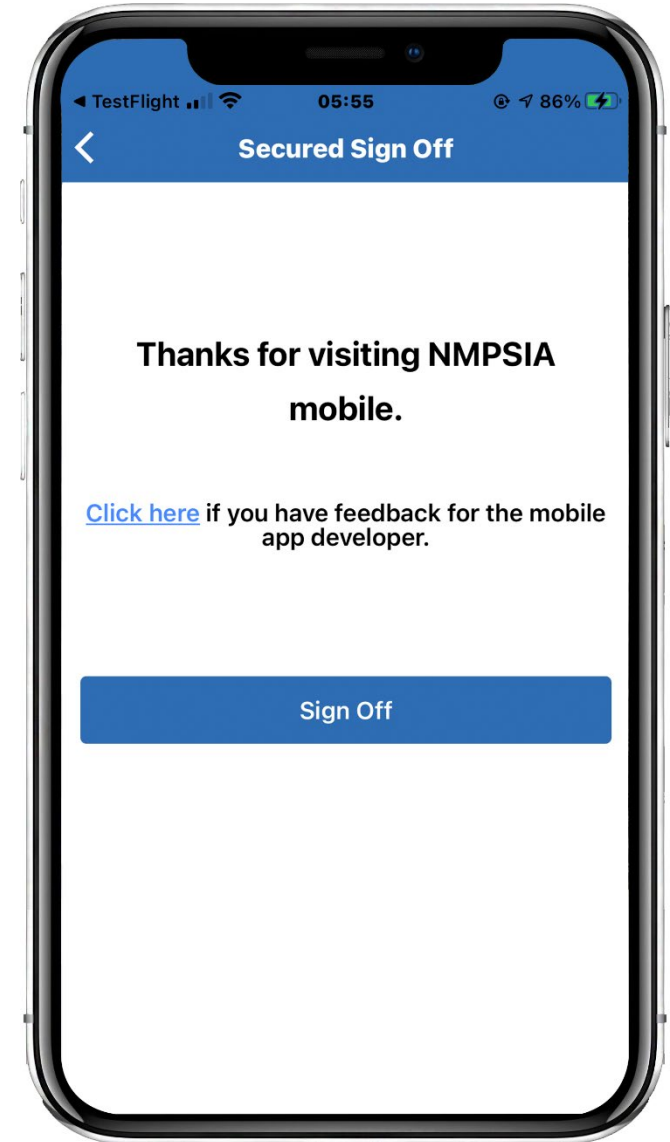 TestFlight 05:55 86%
Secured Sign Off
Thanks for visiting NMPSIA
mobile.
Click here if you have feedback for the mobile
app developer.
Sign Off